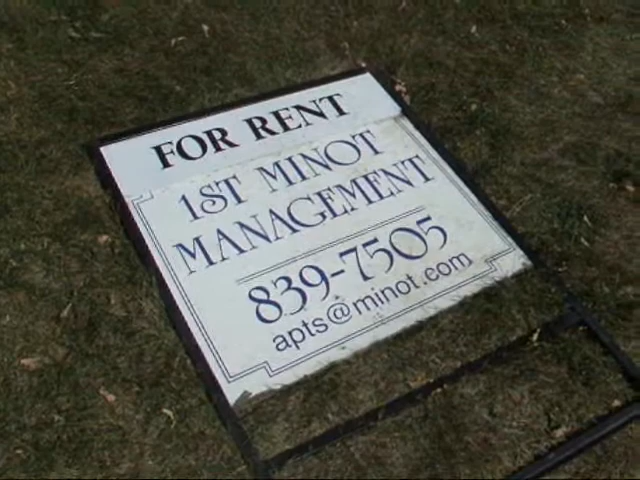 FOR RENT
1ST MINOT
MANAGEMENT
839-7505
apts@minot.com